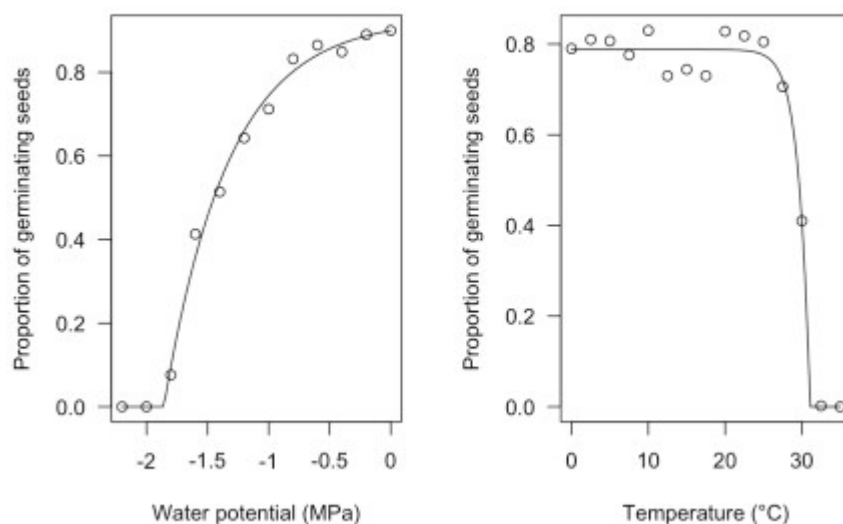 Proportion of germinating seeds
0.8
0.6
0.4
0.2
0.0
-2 -1.5 -1 -0.5 0
Water potential (MPa)
Proportion of germinating seeds
0.8
0.6
0.4
0.2
0.0
0 10 20 30
Temperature (°C)